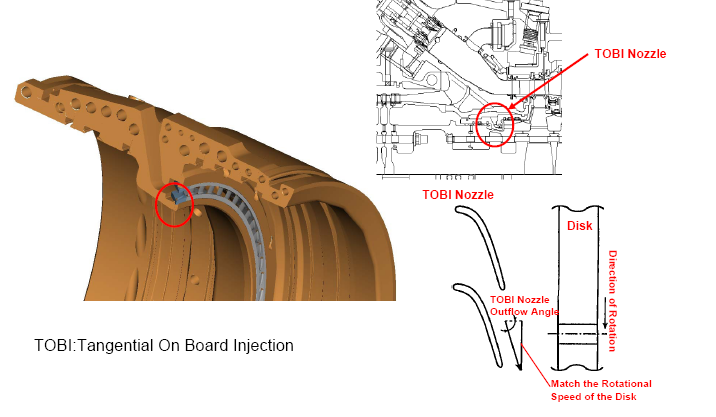 TOBI Nozzle
TOBI Nozzle
Disk
Direction of Rotation
TOBI Nozzle
Outflow Angle
Match the Rotational
Speed of the Disk
TOBI:Tangential On Board Injection